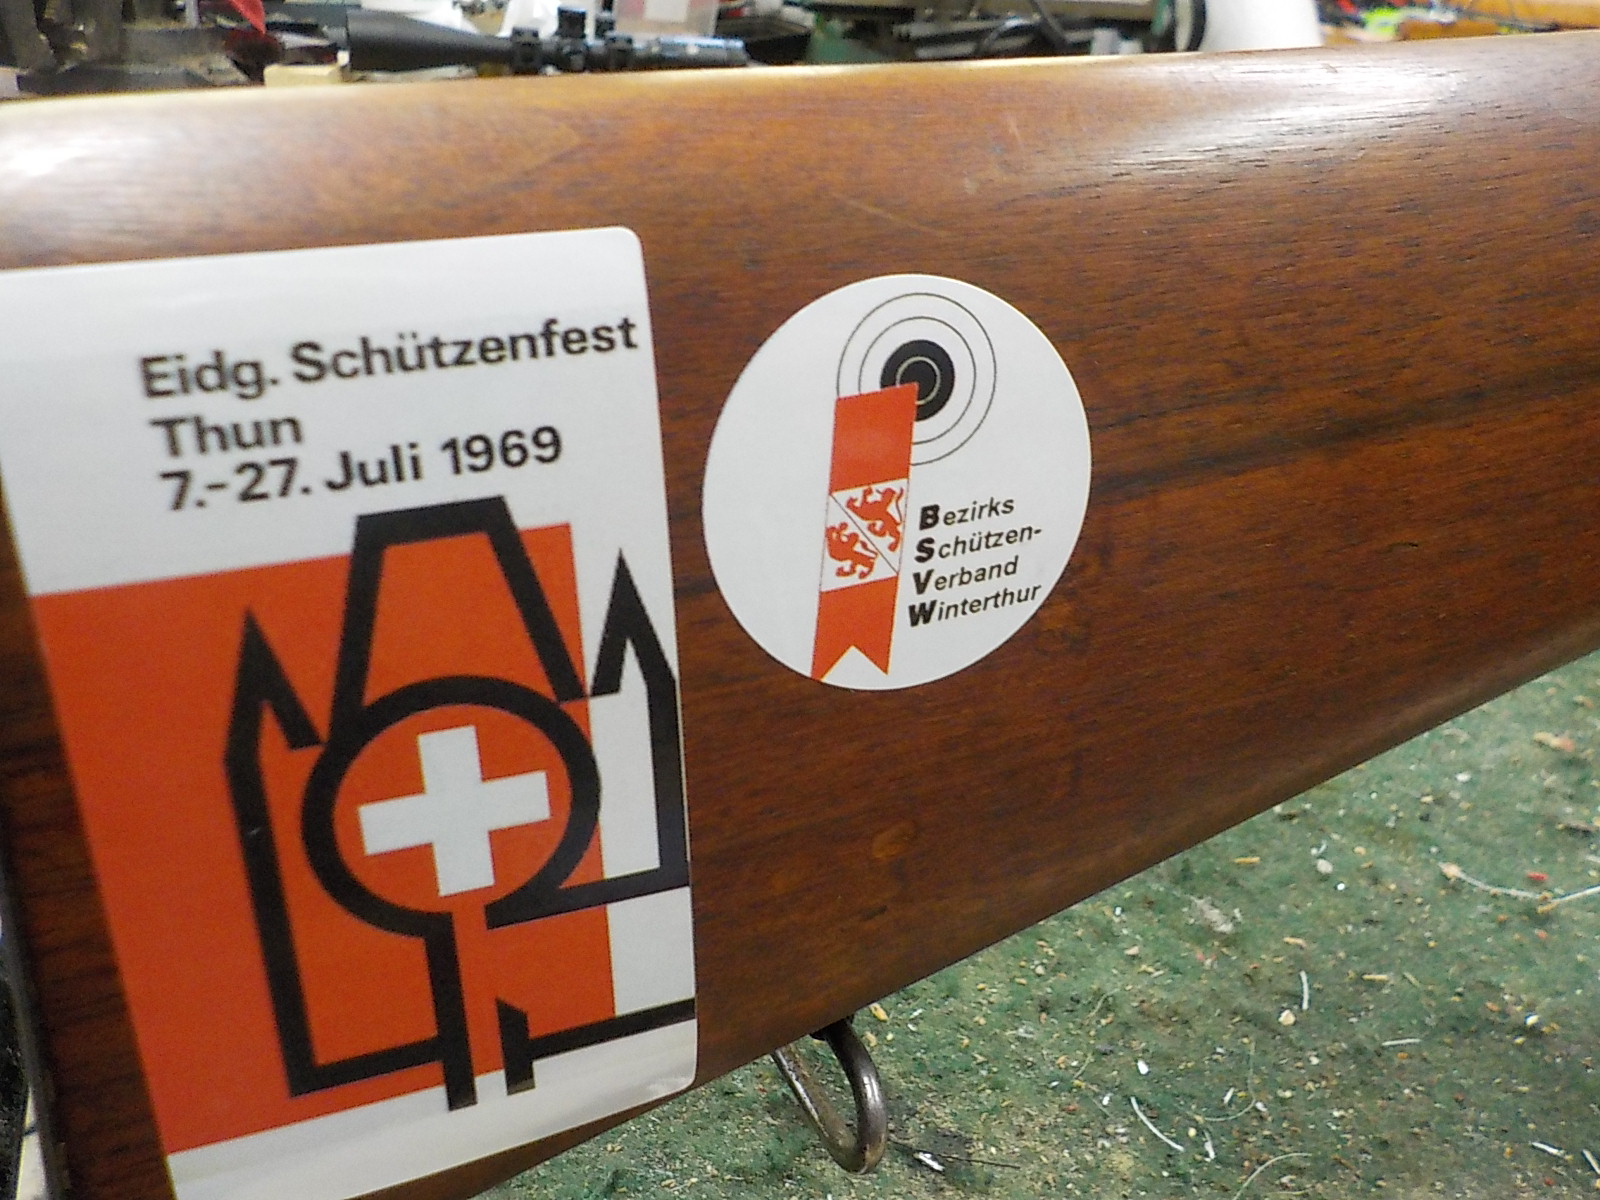 Eidg. Schützenfest
Thun
7.-27. Juli 1969
Bezirks
Schützen-
Verband
Winterthur